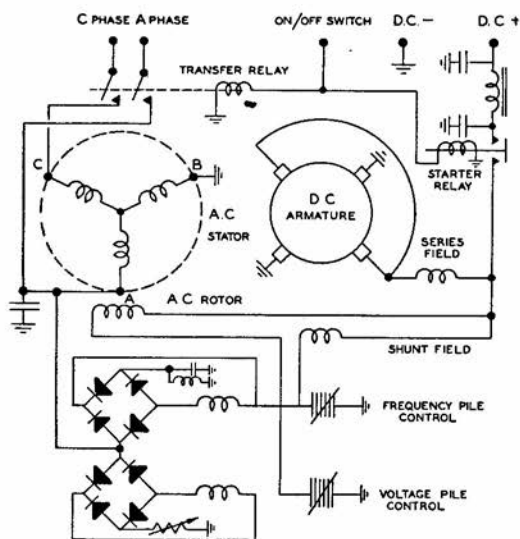 C PHASE A PHASE
ON/OFF SWITCH
D.C. –
D.C +
TRANSFER RELAY
C
B
A.C
STATOR
D C
ARMATURE
STARTER
RELAY
SERIES
FIELD
A
A C ROTOR
SHUNT FIELD
FREQUENCY PILE
CONTROL
VOLTAGE PILE
CONTROL